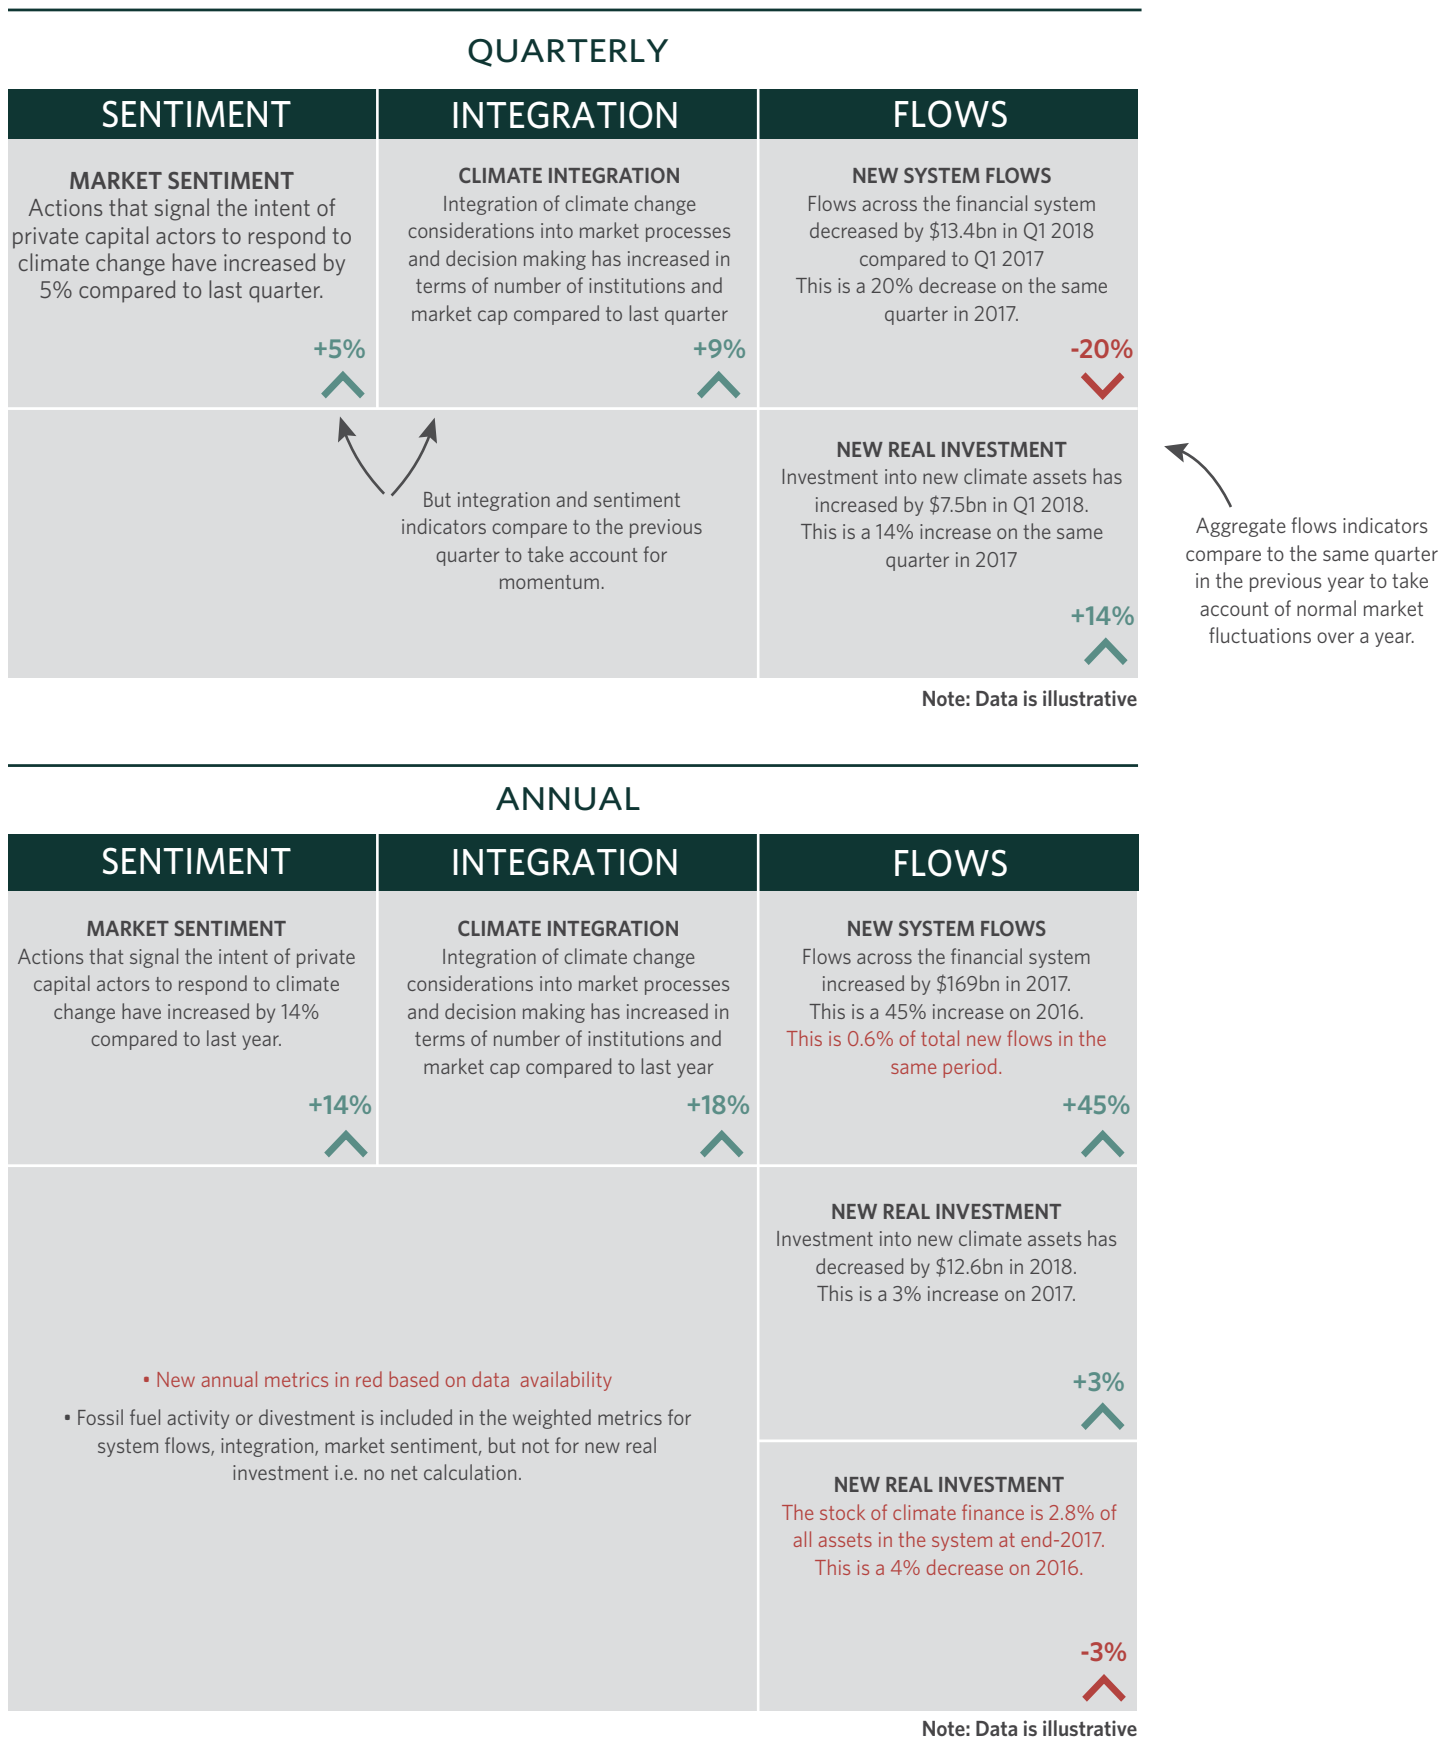 QUARTERLY
SENTIMENT
INTEGRATION
FLOWS
MARKET SENTIMENT
Actions that signal the intent of
private capital actors to respond to
climate change have increased by
5% compared to last quarter.
+5%
CLIMATE INTEGRATION
Integration of climate change
considerations into market processes
and decision making has increased in
terms of number of institutions and
market cap compared to last quarter
+9%
NEW SYSTEM FLOWS
Flows across the financial system
decreased by $13.4bn in Q1 2018
compared to Q1 2017
This is a 20% decrease on the same
quarter in 2017.
-20%
But integration and sentiment
indicators compare to the previous
quarter to take account for
momentum.
NEW REAL INVESTMENT
Investment into new climate assets has
increased by $7.5bn in Q1 2018.
This is a 14% increase on the same
quarter in 2017
+14%
Aggregate flows indicators
compare to the same quarter
in the previous year to take
account of normal market
fluctuations over a year.
Note: Data is illustrative
ANNUAL
SENTIMENT
INTEGRATION
FLOWS
MARKET SENTIMENT
Actions that signal the intent of private
capital actors to respond to climate
change have increased by 14%
compared to last year.
+14%
CLIMATE INTEGRATION
Integration of climate change
considerations into market processes
and decision making has increased in
terms of number of institutions and
market cap compared to last year
+18%
NEW SYSTEM FLOWS
Flows across the financial system
increased by $169bn in 2017.
This is a 45% increase on 2016.
This is 0.6% of total new flows in the
same period.
+45%
• New annual metrics in red based on data availability
• Fossil fuel activity or divestment is included in the weighted metrics for
system flows, integration, market sentiment, but not for new real
investment i.e. no net calculation.
NEW REAL INVESTMENT
Investment into new climate assets has
decreased by $12.6bn in 2018.
This is a 3% increase on 2017.
+3%
NEW REAL INVESTMENT
The stock of climate finance is 2.8% of
all assets in the system at end-2017.
This is a 4% decrease on 2016.
-3%
Note: Data is illustrative